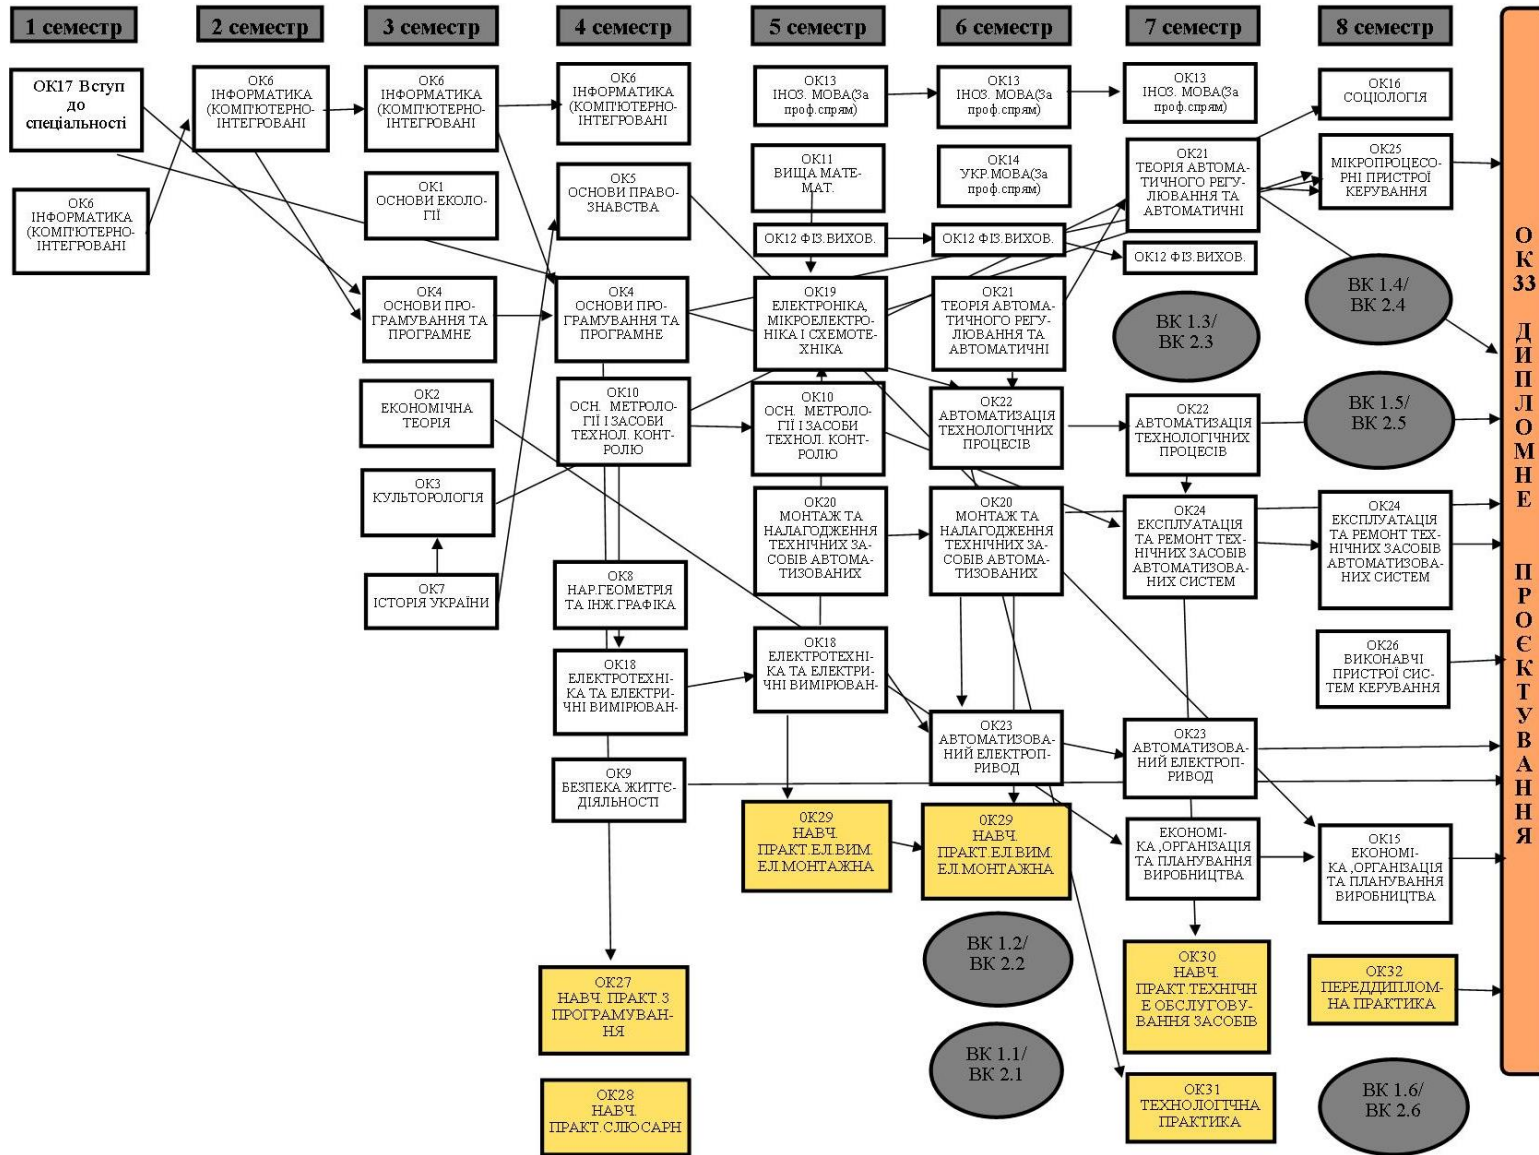 1 семестр
2 семестр
3 семестр
4 семестр
5 семестр
6 семестр
7 семестр
8 семестр
ОК17 Вступ
до
спеціальності
ОК6
ІНФОРМАТИКА
(КОМП'ЮТЕРНО-
ІНТЕГРОВАНІ
ОК6
ІНФОРМАТИКА
(КОМП'ЮТЕРНО-
ІНТЕГРОВАНІ
ОК6
ІНФОРМАТИКА
(КОМП'ЮТЕРНО-
ІНТЕГРОВАНІ
ОК1
ОСНОВИ ЕКОЛО-
ГІЇ
ОК4
ОСНОВИ ПРО-
ГРАМУВАННЯ ТА
ПРОГРАМНЕ
ОК2
ЕКОНОМІЧНА
ТЕОРІЯ
ОК3
КУЛЬТОРОЛОГІЯ
ОК7
ІСТОРІЯ УКРАЇНИ
ОК6
ІНФОРМАТИКА
(КОМП'ЮТЕРНО-
ІНТЕГРОВАНІ
ОК5
ОСНОВИ ПРАВО-
ЗНАВСТВА
ОК4
ОСНОВИ ПРО-
ГРАМУВАННЯ ТА
ПРОГРАМНЕ
ОК10
ОСН. МЕТРОЛО-
ГІЇ І ЗАСОБИ
ТЕХНОЛ. КОНТ-
РОЛЮ
ОК8
НАР.ГЕОМЕТРІЯ
ТА ІНЖ.ГРАФІКА
ОК18
ЕЛЕКТРОТЕХНІ-
КА ТА ЕЛЕКТРИ-
ЧНІ ВИМІРЮВАН-
ОК9
БЕЗПЕКА ЖИТТЄ-
ДІЯЛЬНОСТІ
ОК27
НАВЧ. ПРАКТ.З
ПРОГРАМУВАН-
НЯ
ОК28
НАВЧ.
ПРАКТ.СЛЮСАРН
ОК13
ІНОЗ. МОВА(За
проф.спрям)
ОК11
ВИЩА МАТЕ-
МАТ.
ОК12 ФІЗ.ВИХОВ.
ОК19
ЕЛЕКТРОНІКА,
МІКРОЕЛЕКТРО-
НІКА І СХЕМОТЕ-
ХНІКА
ОК10
ОСН. МЕТРОЛО-
ГІЇ І ЗАСОБИ
ТЕХНОЛ. КОНТ-
РОЛЮ
ОК20
МОНТАЖ ТА
НАЛАГОДЖЕННЯ
ТЕХНІЧНИХ ЗА-
СОБІВ АВТОМА-
ТИЗОВАНИХ
ОК18
ЕЛЕКТРОТЕХНІ-
КА ТА ЕЛЕКТРИ-
ЧНІ ВИМІРЮВАН-
0К29
НАВЧ.
ПРАКТ.ЕЛ.ВИМ.
ЕЛ.МОНТАЖНА
ОК13
ІНОЗ. МОВА(За
проф.спрям)
ОК14
УКР.МОВА(За
проф.спрям)
ОК12 ФІЗ.ВИХОВ.
ОК21
ТЕОРІЯ АВТОМА-
ТИЧНОГО РЕГУ-
ЛЮВАННЯ ТА
АВТОМАТИЧНІ
ОК22
АВТОМАТИЗАЦІЯ
ТЕХНОЛОГІЧНИХ
ПРОЦЕСІВ
ОК20
МОНТАЖ ТА
НАЛАГОДЖЕННЯ
ТЕХНІЧНИХ ЗА-
СОБІВ АВТОМА-
ТИЗОВАНИХ
ОК23
АВТОМАТИЗОВА-
НИЙ ЕЛЕКТРОП-
РИВОД
0К29
НАВЧ.
ПРАКТ.ЕЛ.ВИМ.
ЕЛ.МОНТАЖНА
ВК 1.2/
ВК 2.2
ВК 1.1/
ВК 2.1
ОК13
ІНОЗ. МОВА(За
проф.спрям)
ОК21
ТЕОРІЯ АВТОМА-
ТИЧНОГО РЕГУ-
ЛЮВАННЯ ТА
АВТОМАТИЧНІ
ОК12 ФІЗ.ВИХОВ.
ВК 1.3/
ВК 2.3
ОК22
АВТОМАТИЗАЦІЯ
ТЕХНОЛОГІЧНИХ
ПРОЦЕСІВ
ОК24
ЕКСПЛУАТАЦІЯ
ТА РЕМОНТ ТЕХ-
НІЧНИХ ЗАСОБІВ
АВТОМАТИЗОВА-
НИХ СИСТЕМ
ОК23
АВТОМАТИЗОВА-
НИЙ ЕЛЕКТРОП-
РИВОД
ЕКОНОМІ-
КА ,ОРГАНІЗАЦІЯ
ТА ПЛАНУВАННЯ
ВИРОБНИЦТВА
ОК30
НАВЧ.
ПРАКТ.ТЕХНІЧН
Е ОБСЛУГОВУ-
ВАННЯ ЗАСОБІВ
ОК31
ТЕХНОЛОГІЧНА
ПРАКТИКА
ОК16
СОЦІОЛОГІЯ
ОК25
МІКРОПРОЦЕСО-
РНІ ПРИСТРОЇ
КЕРУВАННЯ
ВК 1.4/
ВК 2.4
ВК 1.5/
ВК 2.5
ОК24
ЕКСПЛУАТАЦІЯ
ТА РЕМОНТ ТЕХ-
НІЧНИХ ЗАСОБІВ
АВТОМАТИЗОВА-
НИХ СИСТЕМ
ОК26
ВИКОНАВЧІ
ПРИСТРОЇ СИС-
ТЕМ КЕРУВАННЯ
ОК15
ЕКОНОМІ-
КА ,ОРГАНІЗАЦІЯ
ТА ПЛАНУВАННЯ
ВИРОБНИЦТВА
ОК32
ПЕРЕДДИПЛОМ-
НА ПРАКТИКА
ВК 1.6/
ВК 2.6
ОК33 ДИПЛОМНЕ ПРОЄКТУВАННЯ